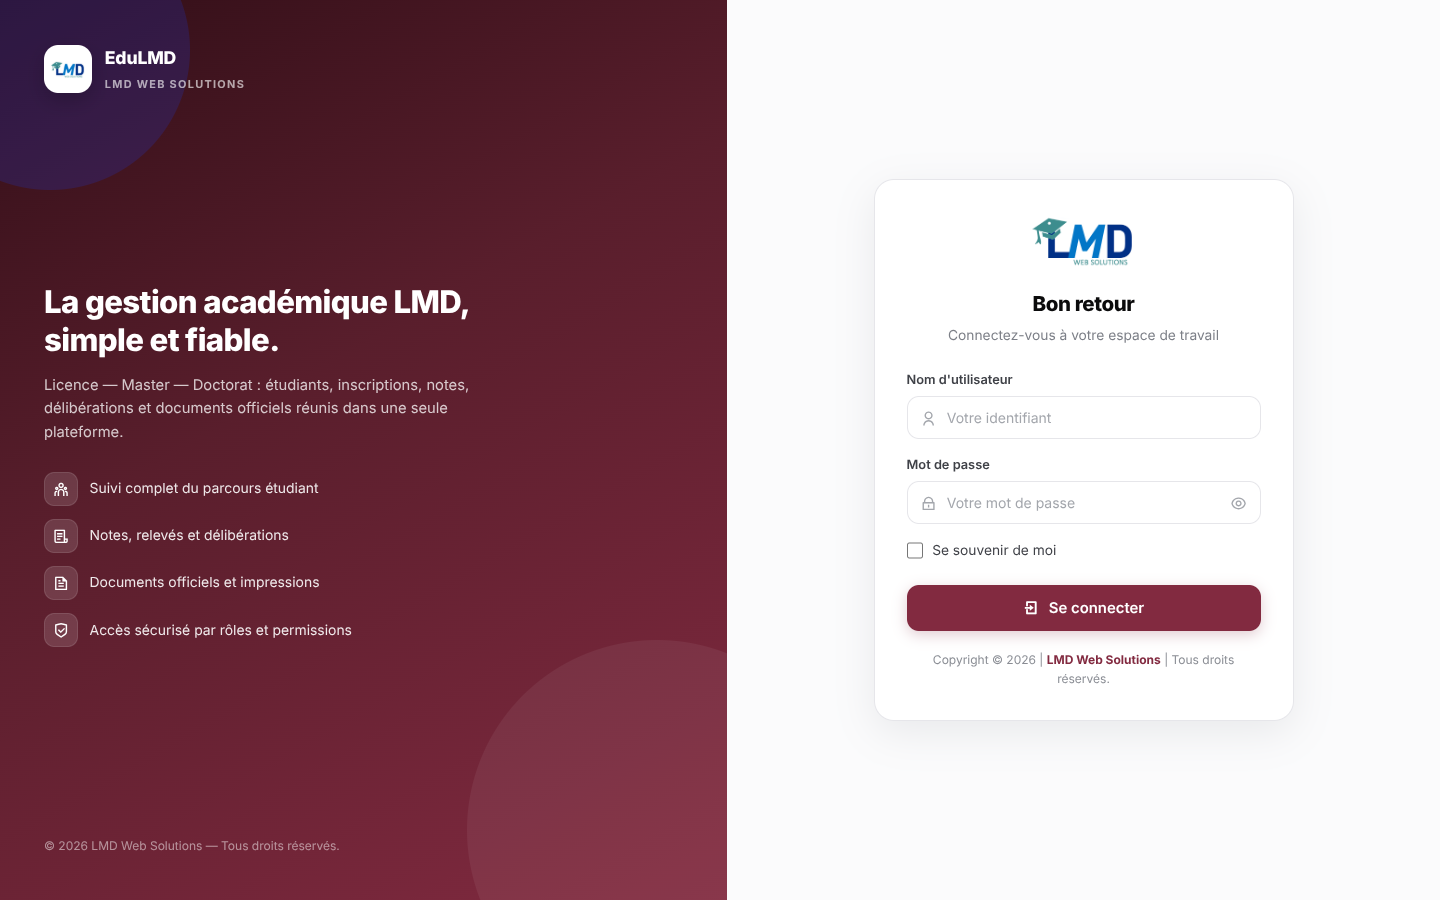 LMD
EduLMD
LMD WEB SOLUTIONS
La gestion académique LMD,
simple et fiable.
Licence — Master — Doctorat : étudiants, inscriptions, notes,
délibérations et documents officiels réunis dans une seule
plateforme.
Suivi complet du parcours étudiant
Notes, relevés et délibérations
Documents officiels et impressions
Accès sécurisé par rôles et permissions
© 2026 LMD Web Solutions — Tous droits réservés.
LMD
WEB SOLUTIONS
Bon retour
Connectez-vous à votre espace de travail
Nom d'utilisateur
Votre identifiant
Mot de passe
Votre mot de passe
Se souvenir de moi
Se connecter
Copyright © 2026 | LMD Web Solutions | Tous droits
réservés.